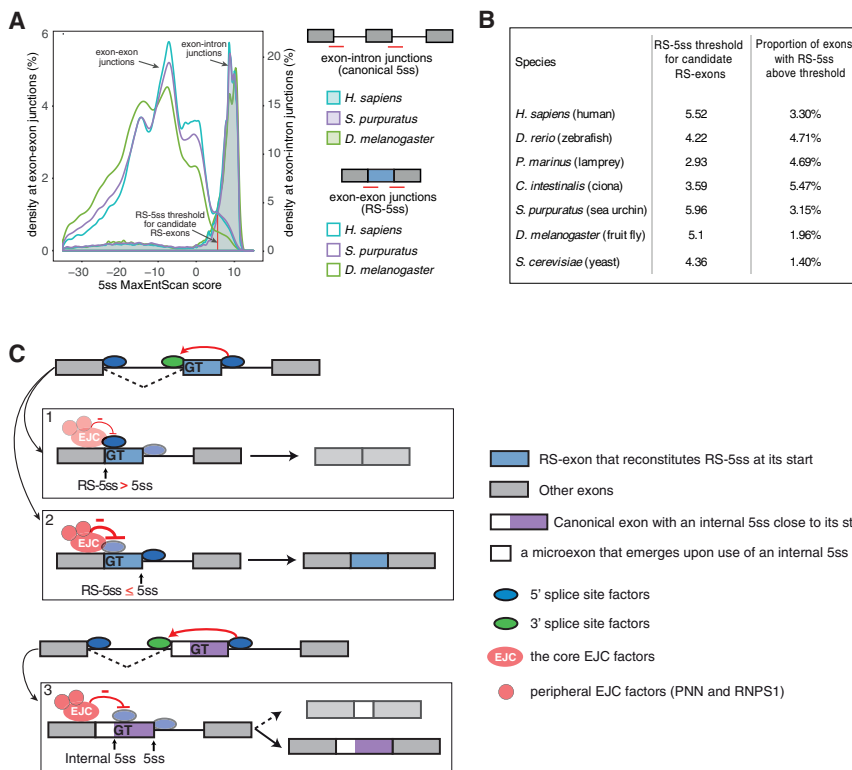 A
density at exon-exon junctions (%)
6
4
2
0
exon-exon
junctions
exon-intron
junctions
RS-5ss threshold
for candidate
RS-exons
−30
−20
−10
0
10
5ss MaxEntScan score
20
15
10
5
0
density at exon-intron junctions (%)
exon-intron junctions
(canonical 5ss)
H. sapiens
S. purpuratus
D. melanogaster
exon-exon junctions
(RS-5ss)
H. sapiens
S. purpuratus
D. melanogaster
B
Species RS-5ss threshold for candidate RS-exons Proportion of exons with RS-5ss above threshold
H. sapiens (human) 5.52 3.30%
D. rerio (zebrafish) 4.22 4.71%
P. marinus (lamprey) 2.93 4.69%
C. intestinalis (ciona) 3.59 5.47%
S. purpuratus (sea urchin) 5.96 3.15%
D. melanogaster (fruit fly) 5.1 1.96%
S. cerevisiae (yeast) 4.36 1.40%
C
GT
1
EJC
GT
RS-5ss > 5ss
2
EJC
GT
RS-5ss ≤ 5ss
GT
3
EJC
GT
Internal 5ss 5ss
RS-exon that reconstitutes RS-5ss at its start
Other exons
Canonical exon with an internal 5ss close to its st
a microexon that emerges upon use of an internal 5ss
5' splice site factors
3' splice site factors
EJC the core EJC factors
peripheral EJC factors (PNN and RNPS1)